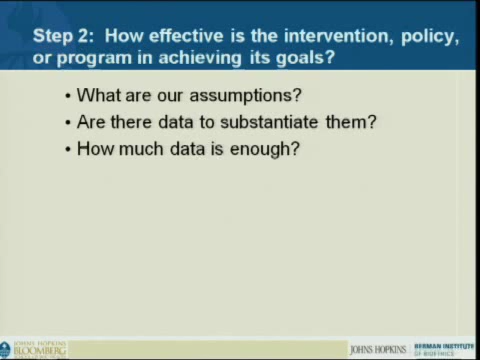 Step 2: How effective is the intervention, policy,
or program in achieving its goals?
• What are our assumptions?
• Are there data to substantiate them?
• How much data is enough?
JOHNS HOPKINS
BLOOMBERG
JOHNS HOPKINS
BERMAN INSTITUTE
OF BIOETHICS